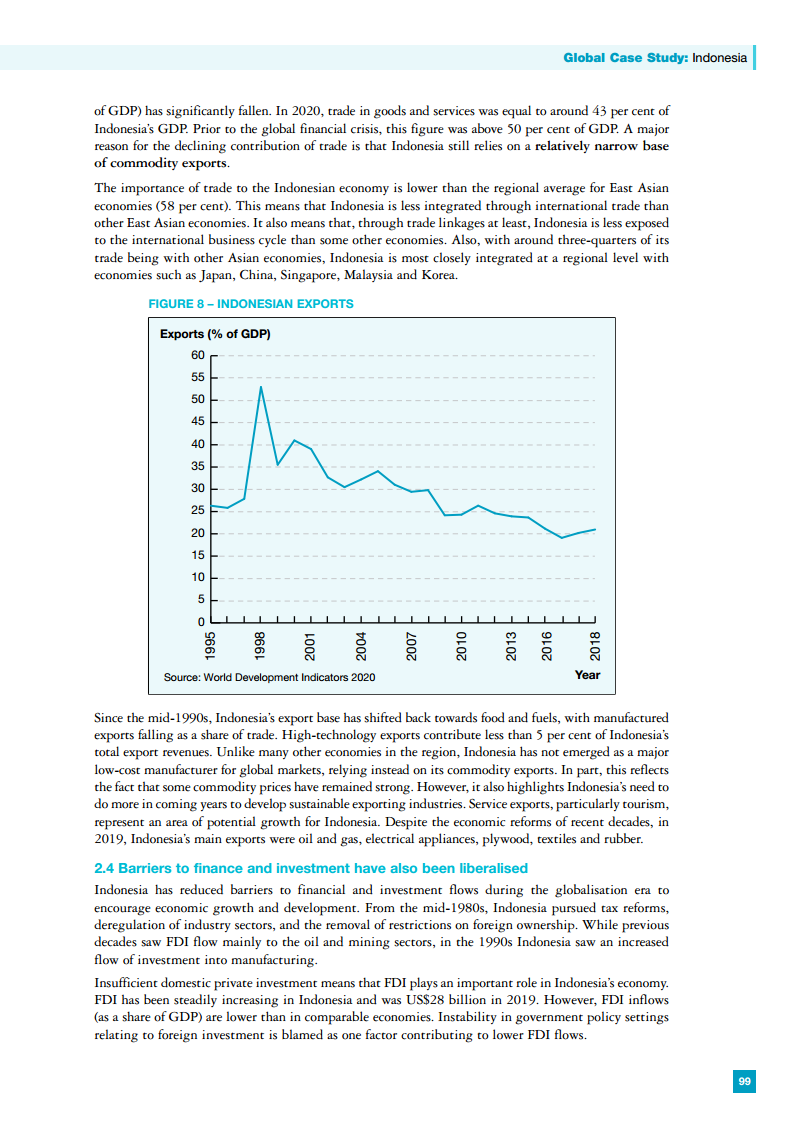 Global Case Study: Indonesia
of GDP) has significantly fallen. In 2020, trade in goods and services was equal to around 43 per cent of
Indonesia’s GDP. Prior to the global financial crisis, this figure was above 50 per cent of GDP. A major
reason for the declining contribution of trade is that Indonesia still relies on a relatively narrow base
of commodity exports.
The importance of trade to the Indonesian economy is lower than the regional average for East Asian
economies (58 per cent). This means that Indonesia is less integrated through international trade than
other East Asian economies. It also means that, through trade linkages at least, Indonesia is less exposed
to the international business cycle than some other economies. Also, with around three-quarters of its
trade being with other Asian economies, Indonesia is most closely integrated at a regional level with
economies such as Japan, China, Singapore, Malaysia and Korea.
FIGURE 8 – INDONESIAN EXPORTS
Exports (% of GDP)
60
55
50
45
40
35
30
25
20
15
10
5
0
1995
1998
2001
2004
2007
2010
2013
2016
2018
Source: World Development Indicators 2020
Year
Since the mid-1990s, Indonesia’s export base has shifted back towards food and fuels, with manufactured
exports falling as a share of trade. High-technology exports contribute less than 5 per cent of Indonesia’s
total export revenues. Unlike many other economies in the region, Indonesia has not emerged as a major
low-cost manufacturer for global markets, relying instead on its commodity exports. In part, this reflects
the fact that some commodity prices have remained strong. However, it also highlights Indonesia’s need to
do more in coming years to develop sustainable exporting industries. Service exports, particularly tourism,
represent an area of potential growth for Indonesia. Despite the economic reforms of recent decades, in
2019, Indonesia’s main exports were oil and gas, electrical appliances, plywood, textiles and rubber.
2.4 Barriers to finance and investment have also been liberalised
Indonesia has reduced barriers to financial and investment flows during the globalisation era to
encourage economic growth and development. From the mid-1980s, Indonesia pursued tax reforms,
deregulation of industry sectors, and the removal of restrictions on foreign ownership. While previous
decades saw FDI flow mainly to the oil and mining sectors, in the 1990s Indonesia saw an increased
flow of investment into manufacturing.
Insufficient domestic private investment means that FDI plays an important role in Indonesia’s economy.
FDI has been steadily increasing in Indonesia and was US$28 billion in 2019. However, FDI inflows
(as a share of GDP) are lower than in comparable economies. Instability in government policy settings
relating to foreign investment is blamed as one factor contributing to lower FDI flows.
99